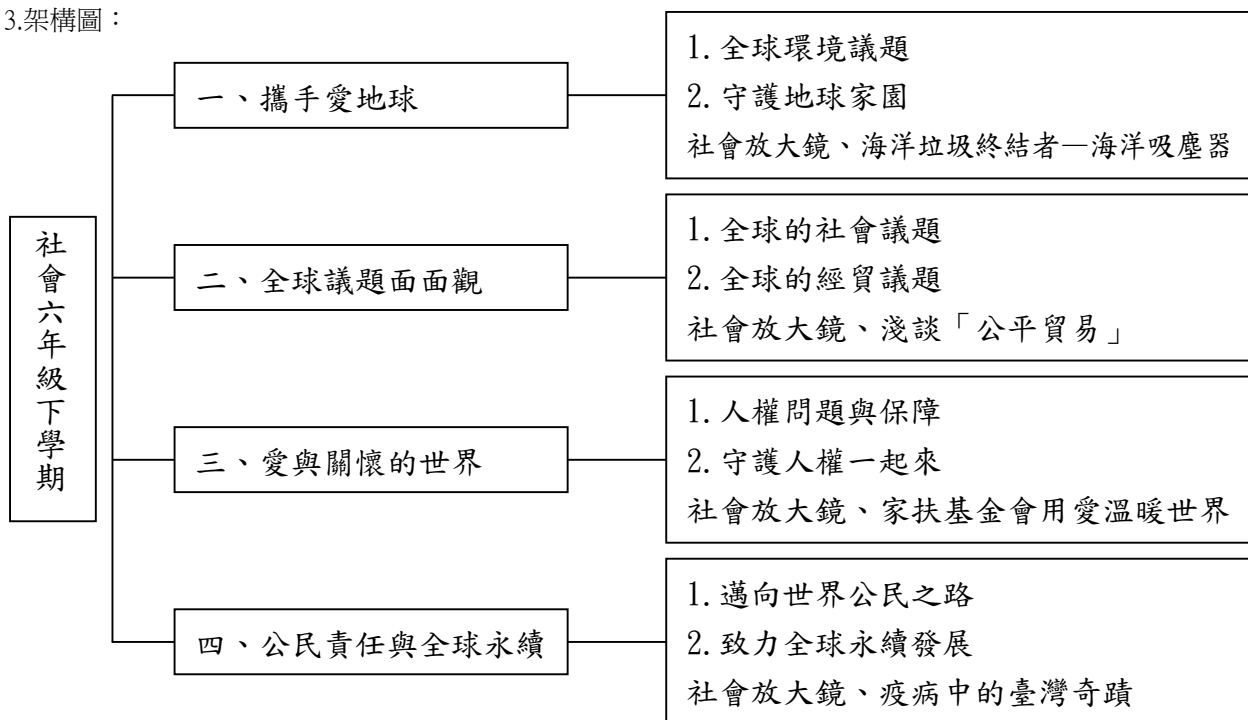 3.架構圖：
社會六年級下學期
一、攜手愛地球
1. 全球環境議題
2. 守護地球家園
社會放大鏡、海洋垃圾終結者—海洋吸塵器
二、全球議題面面觀
1. 全球的社會議題
2. 全球的經貿議題
社會放大鏡、淺談「公平貿易」
三、愛與關懷的世界
1. 人權問題與保障
2. 守護人權一起來
社會放大鏡、家扶基金會用愛溫暖世界
四、公民責任與全球永續
1. 邁向世界公民之路
2. 致力全球永續發展
社會放大鏡、疫病中的臺灣奇蹟